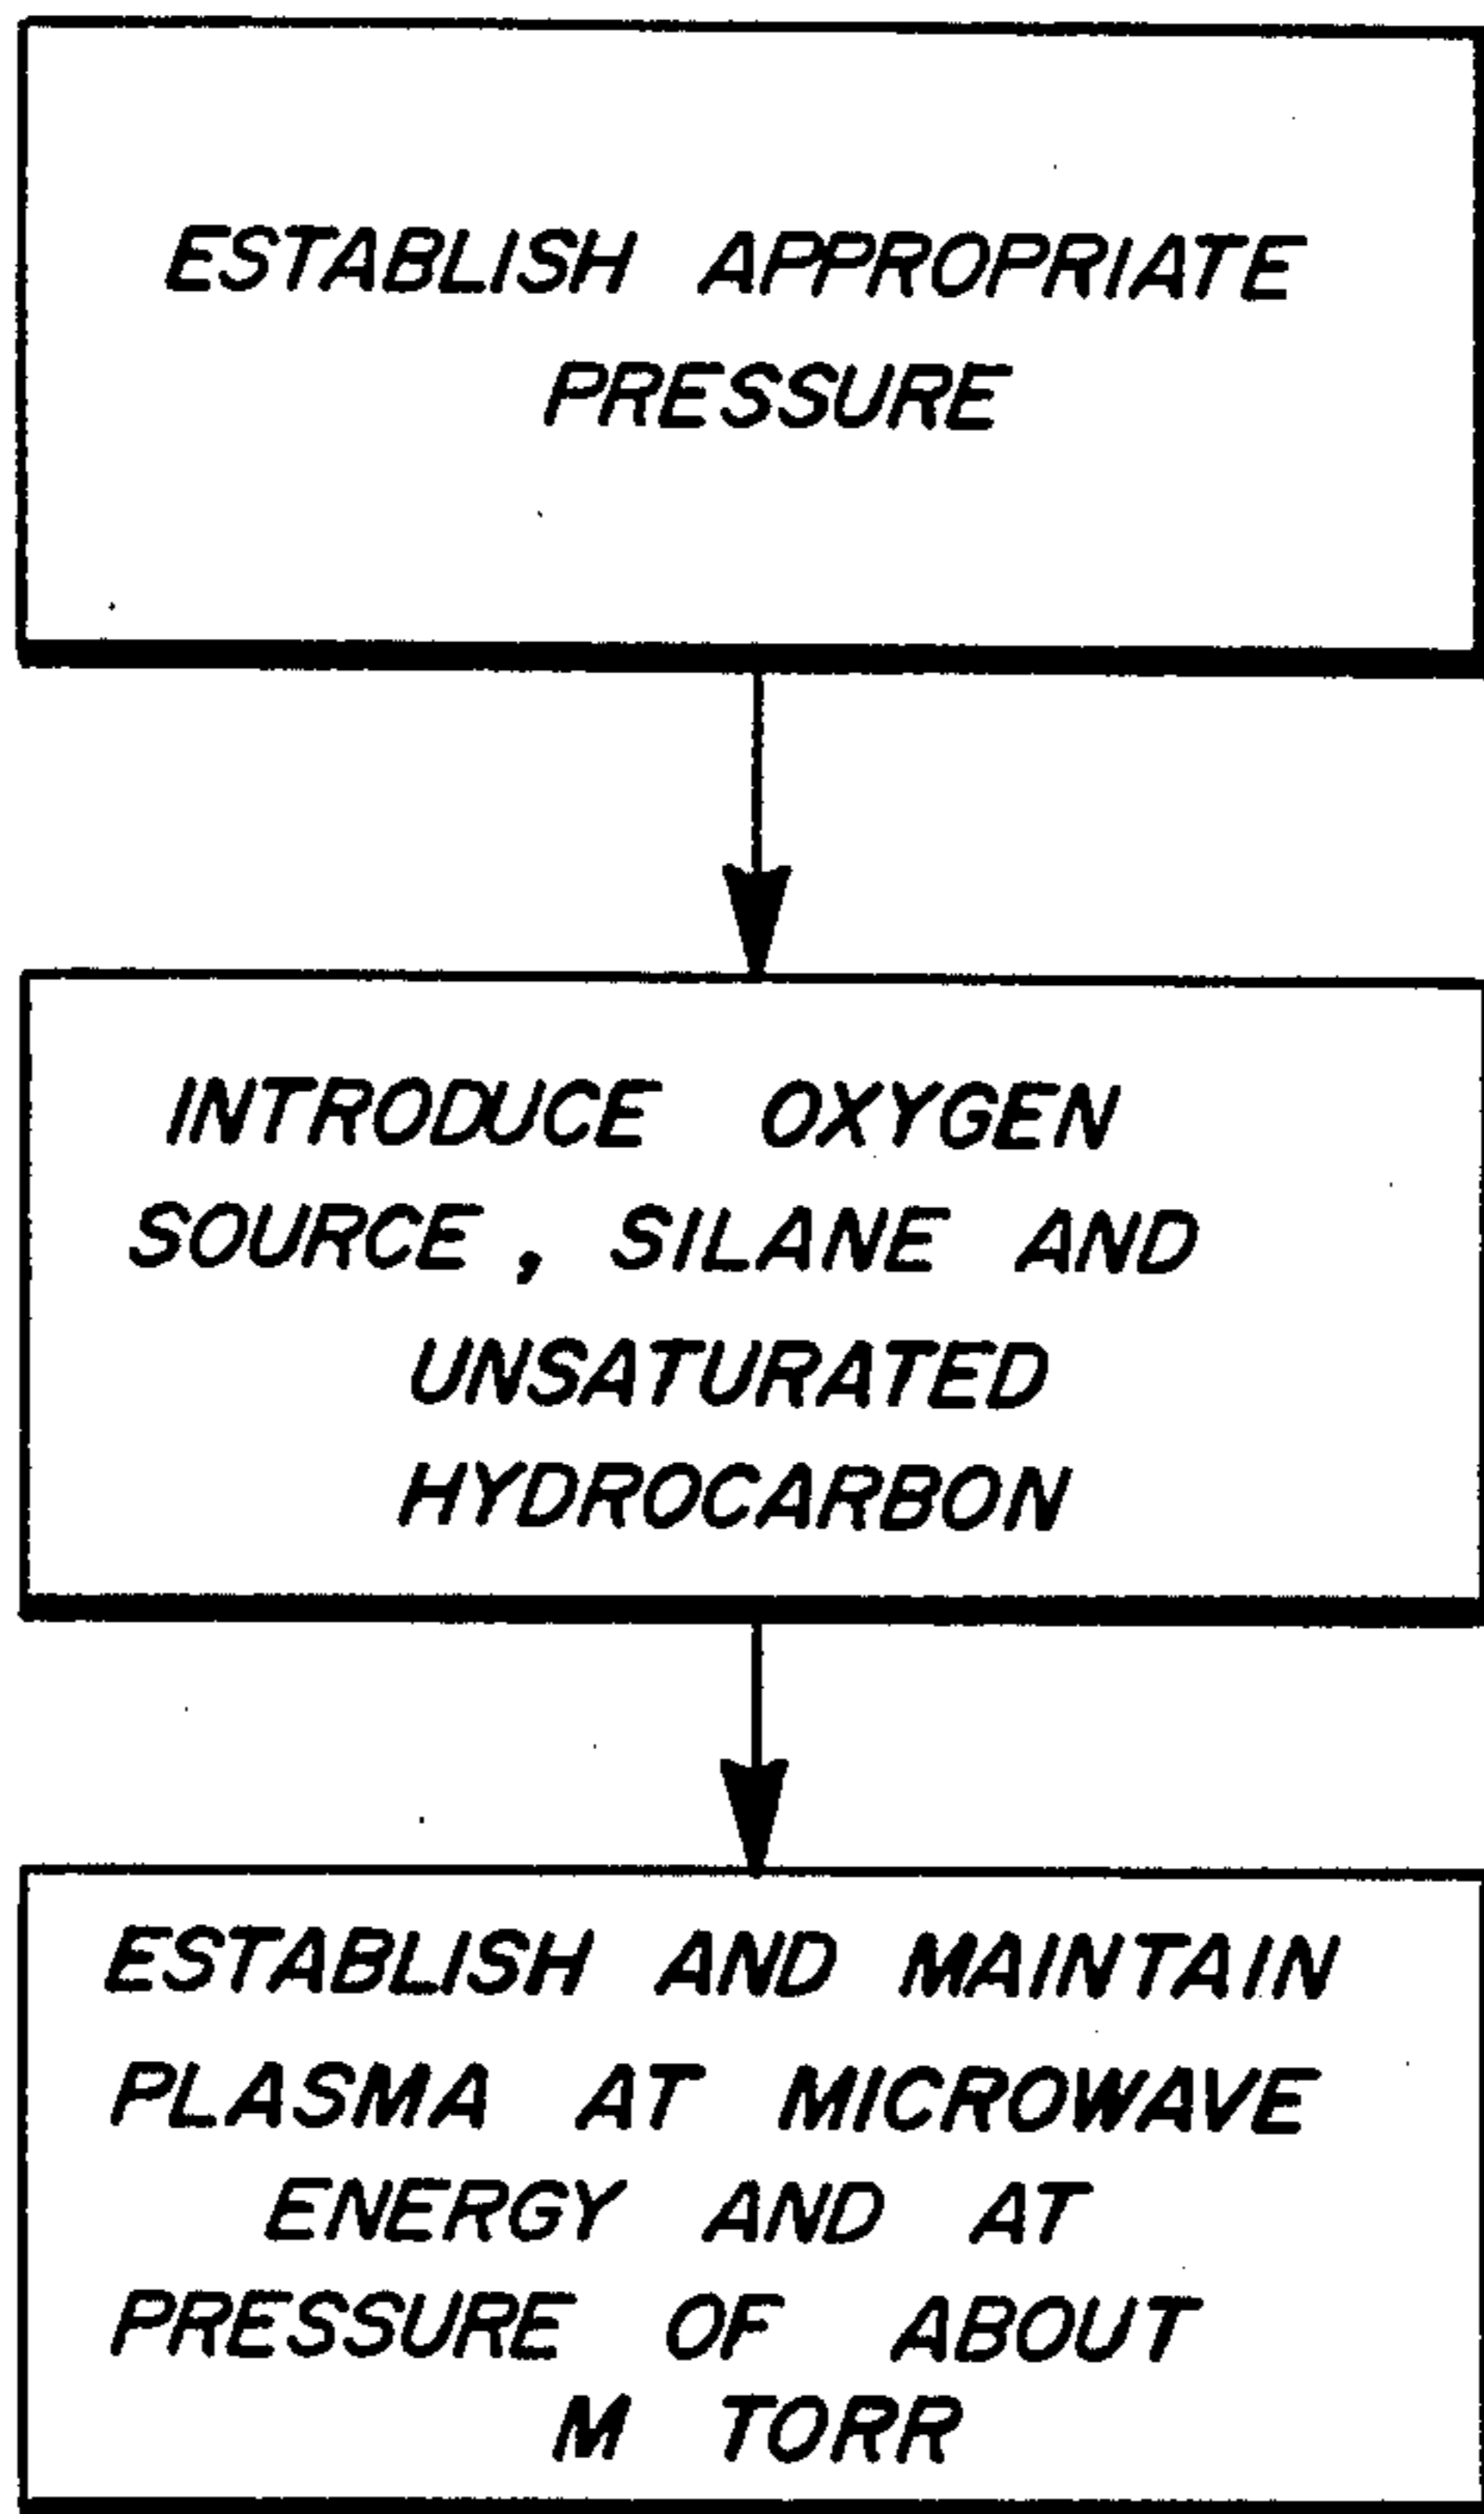 ESTABLISH APPROPRIATE
PRESSURE
INTRODUCE OXYGEN
SOURCE, SILANE AND
UNSATURATED
HYDROCARBON
ESTABLISH AND MAINTAIN
PLASMA AT MICROWAVE
ENERGY AND AT
PRESSURE OF ABOUT
M TORR